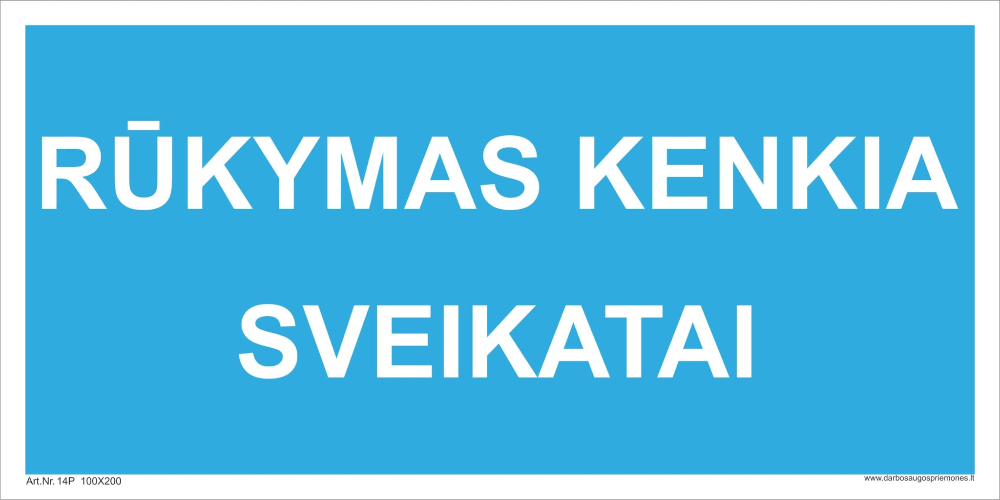 RŪKYMAS KENKIA
SVEIKATAI
Art.Nr. 14P 100X200
www.darbosaugospriemones.lt